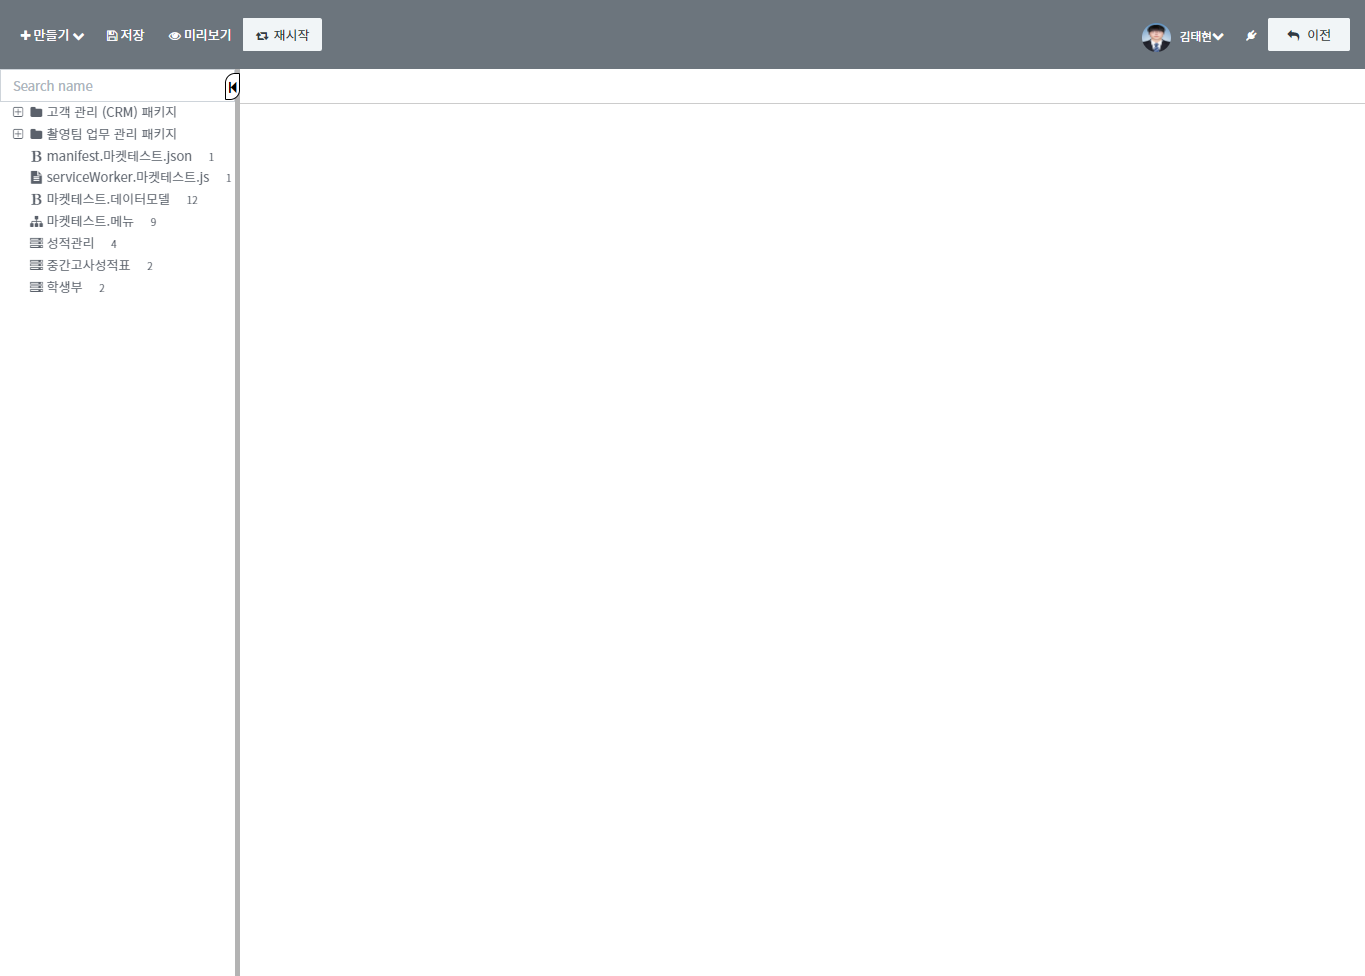 만들기 저장 미리보기 재시작 김태현 이전
Search name
고객 관리 (CRM) 패키지
촬영팀 업무 관리 패키지
B manifest.마켓테스트.json 1
serviceWorker.마켓테스트.js 1
B 마켓테스트.데이터모델 12
마켓테스트.메뉴 9
성적관리 4
중간고사성적표 2
학생부 2